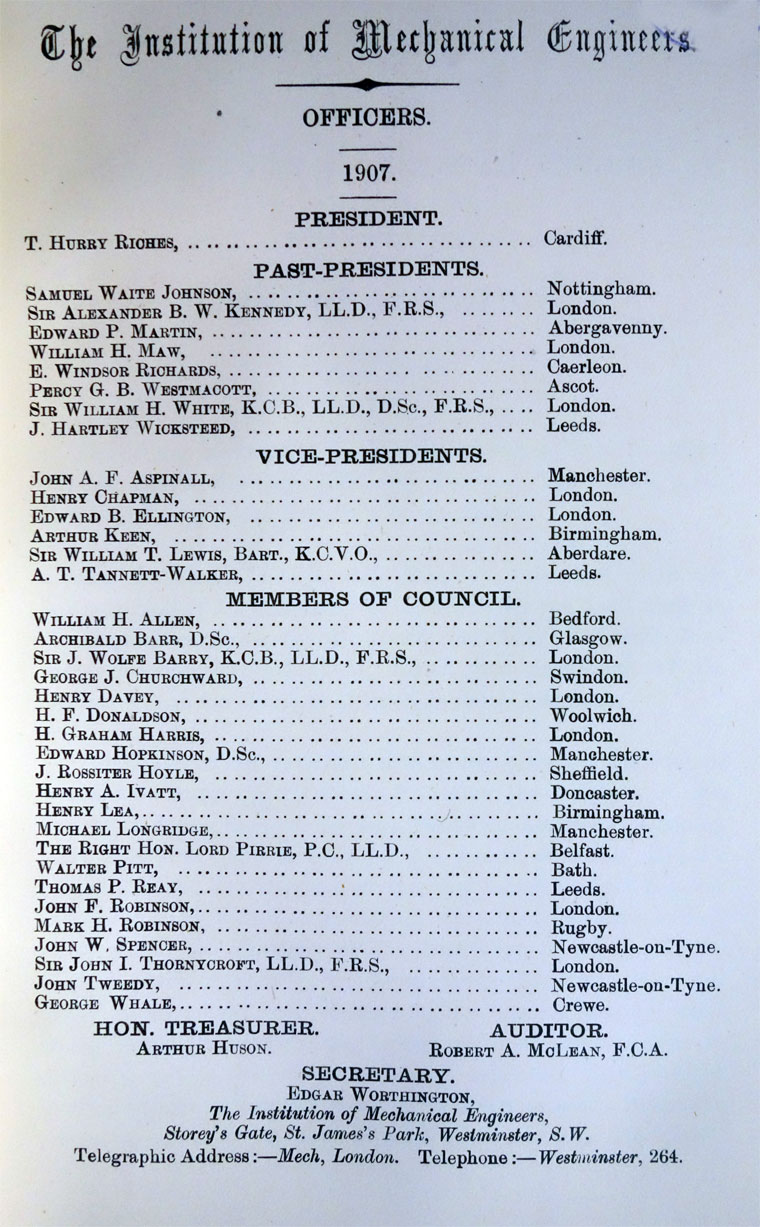 The Institution of Mechanical Engineers
OFFICERS.
1907.
PRESIDENT.
T. HURRY RICHES, .................................... Cardiff.
PAST-PRESIDENTS.
SAMUEL WAITE JOHNSON, .............................. Nottingham.
SIR ALEXANDER B. W. KENNEDY, LL.D., F.R.S., ........ London.
EDWARD P. MARTIN, .................................. Abergavenny.
WILLIAM H. MAW, .................................. London.
E. WINDSOR RICHARDS, ................................ Caerleon.
PERCY G. B. WESTMACOTT, ............................ Ascot.
SIR WILLIAM H. WHITE, K.C.B., LL.D., D.Sc., F.R.S., .... London.
J. HARTLEY WICKSTEED, .............................. Leeds.
VICE-PRESIDENTS.
JOHN A. F. ASPINALL, .............................. Manchester.
HENRY CHAPMAN, .................................... London.
EDWARD B. ELLINGTON, .............................. London.
ARTHUR KEEN, ...................................... Birmingham.
SIR WILLIAM T. LEWIS, BART., K.C.V.O., ................ Aberdare.
A. T. TANNETT-WALKER, .............................. Leeds.
MEMBERS OF COUNCIL.
WILLIAM H. ALLEN, .................................. Bedford.
ARCHIBALD BARR, D.Sc., .............................. Glasgow.
SIR J. WOLFE BARRY, K.C.B., LL.D., F.R.S., ............ London.
GEORGE J. CHURCHWARD, .............................. Swindon.
HENRY DAVEY, ...................................... London.
H. F. DONALDSON, .................................... Woolwich.
H. GRAHAM HARRIS, .................................. London.
EDWARD HOPKINSON, D.Sc., ............................ Manchester.
J. ROSSITER HOYLE, .................................. Sheffield.
HENRY A. IVATT, .................................... Doncaster.
HENRY LEA, .......................................... Birmingham.
MICHAEL LONGRIDGE, .................................. Manchester.
THE RIGHT HON. LORD PIRRIE, P.C., LL.D., ............ Belfast.
WALTER PITT, ...................................... Bath.
THOMAS P. REAY, .................................... Leeds.
JOHN F. ROBINSON, .................................... London.
MARK H. ROBINSON, .................................. Rugby.
JOHN W. SPENCER, .................................... Newcastle-on-Tyne.
SIR JOHN I. THORNYCROFT, LL.D., F.R.S., .............. London.
JOHN TWEEDY, ...................................... Newcastle-on-Tyne.
GEORGE WHALE, ...................................... Crewe.
HON. TREASURER. AUDITOR.
ARTHUR HUSON. ROBERT A. MCLEAN, F.C.A.
SECRETARY.
EDGAR WORTHINGTON,
The Institution of Mechanical Engineers,
Storey's Gate, St. James's Park, Westminster, S.W.
Telegraphic Address:—Mech, London. Telephone:—Westminster, 264.